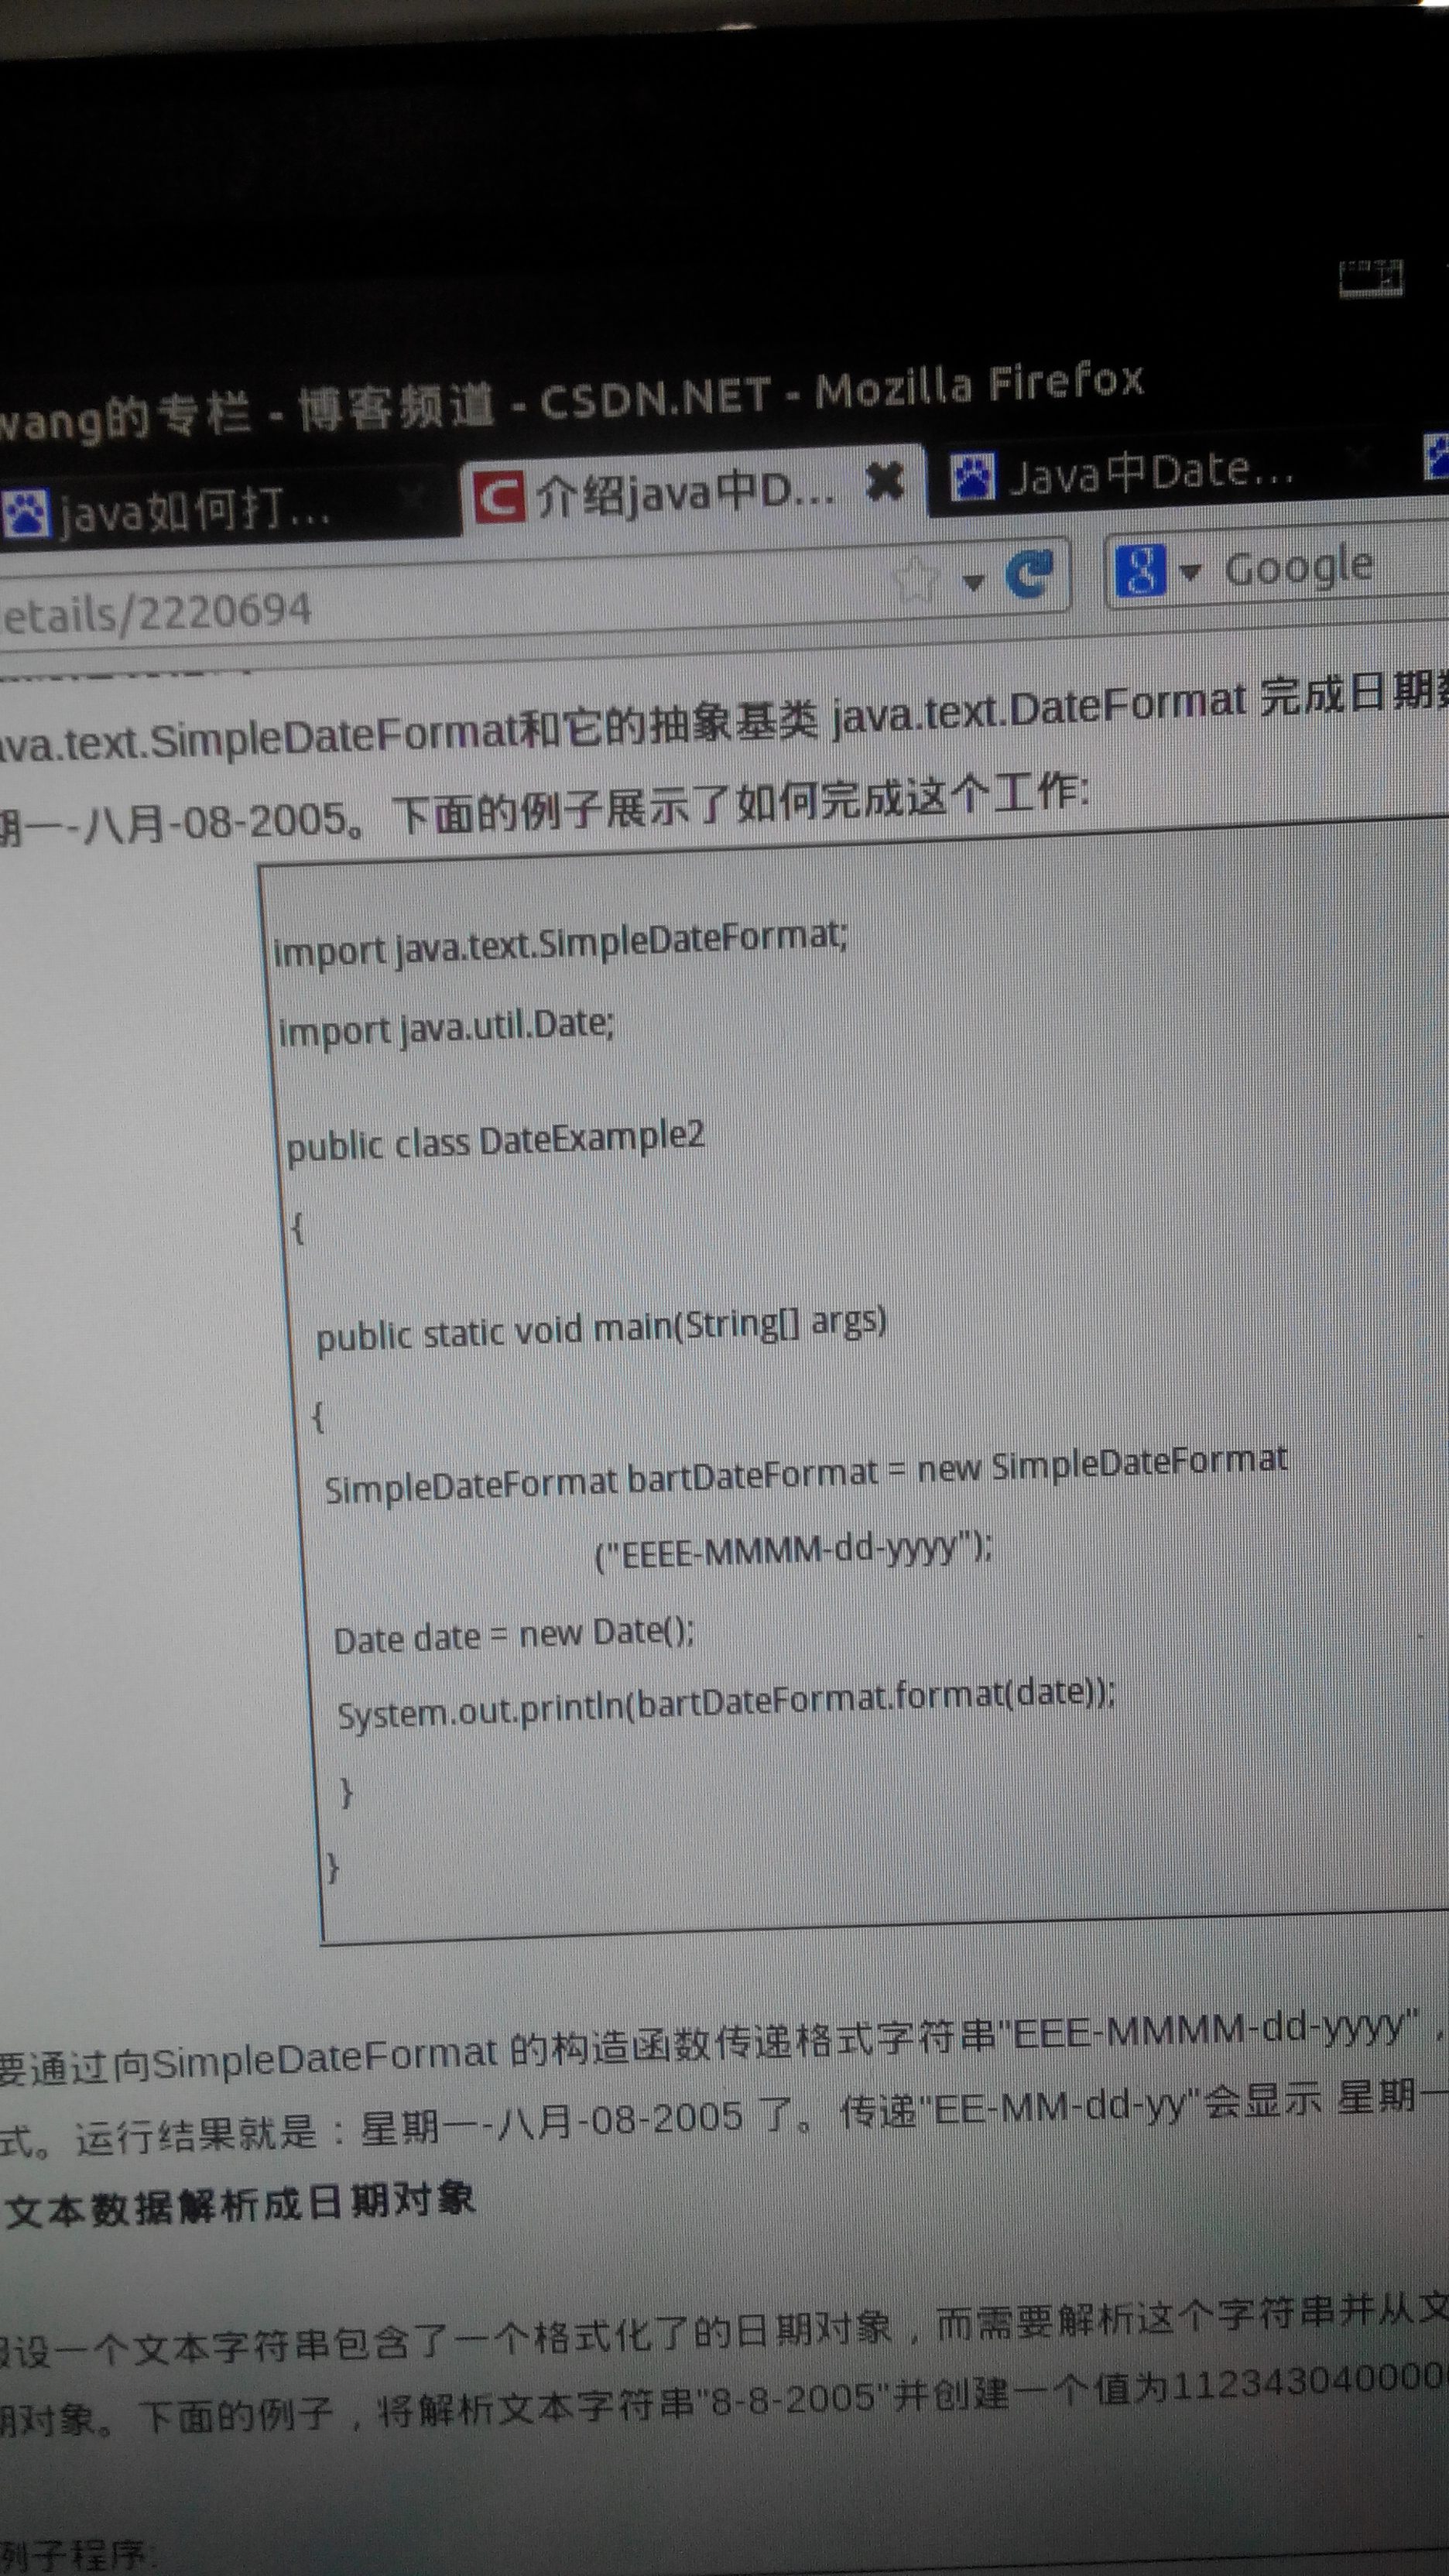 wang的专栏 - 博客频道 - CSDN.NET - Mozilla Firefox
java如何打... 介绍java中D... Java中Date...
etails/2220694 Google
ava.text.SimpleDateFormat和它的抽象基类 java.text.DateFormat 完成日期
期一-八月-08-2005。 下面的例子展示了如何完成这个工作:
import java.text.SimpleDateFormat;
import java.util.Date;
public class DateExample2
{
public static void main(String[] args)
{
SimpleDateFormat bartDateFormat = new SimpleDateFormat
("EEEE-MMMM-dd-yyyy");
Date date = new Date();
System.out.println(bartDateFormat.format(date));
}
}
要通过向SimpleDateFormat 的构造函数传递格式字符串"EEE-MMMM-dd-yyyy"，
式。运行结果就是：星期一-八月-08-2005 了。 传递"EE-MM-dd-yy"会显示 星期一
文本数据解析成日期对象
设一个文本字符串包含了一个格式化了的日期对象，而需要解析这个字符串并从文
期对象。下面的例子，将解析文本字符串"8-8-2005"并创建一个值为112343040000
例子程序: